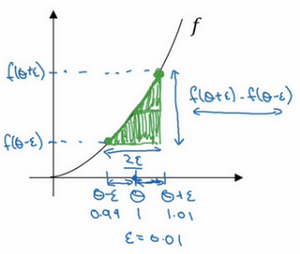 f
f(θ+ε)
f(θ+ε) - f(θ-ε)
f(θ-ε)
2ε
θ-ε θ θ+ε
0.99 1 1.01
ε = 0.01